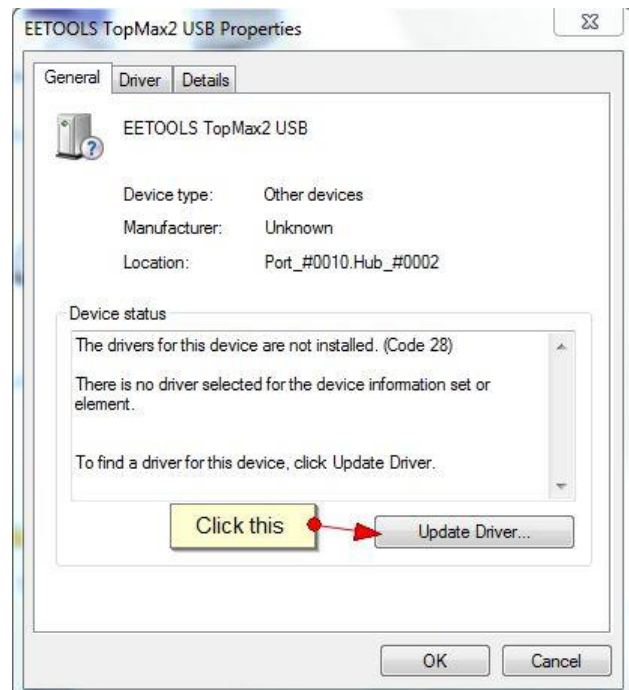 EETOOLS TopMax2 USB Properties
General Driver Details
EETOOLS TopMax2 USB
Device type: Other devices
Manufacturer: Unknown
Location: Port_#0010.Hub_#0002
Device status
The drivers for this device are not installed. (Code 28)
There is no driver selected for the device information set or
element.
To find a driver for this device, click Update Driver.
Click this
Update Driver...
OK Cancel